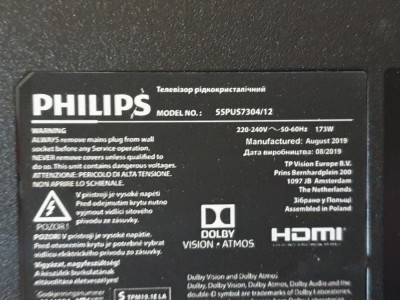 Телевізор рідкокристалічний
PHILIPS MODEL NO.: 55PUS7304/12
WARNING
ALWAYS remove mains plug from wall
socket before any Service operation,
NEVER remove covers unless qualified to
do so. This unit contains dangerous voltages.
ATTENZIONE: PERICOLO DI ALTA TENSIONE.
NON APRIRE LO SCHIENALE.
220-240V ~ 50-60Hz 173W
Manufactured: August 2019
Дата виробництва: 08/2019
TP Vision Europe B.V.
Prins Bernhardplein 200
1097 JB Amsterdam
The Netherlands
Зібрано у Польщі
Assembled in Poland
V přístroji je vysoké napětí
Před odejmutím krytu nutno
vyjmout vidlici síťového
přívodu ze zásuvky.
POZOR!
V prístroji je vysoké napätie
Pred otvorením krytu je potrebné vybrať
vidlicu elektrického prívodu zo zásuvky.
Vigyázat, nagyfeszültség!
A készülék burkolatának
DOLBY
VISION·ATMOS
HDMI
Dolby Vision and Dolby Atmos
Dolby, Dolby Vision, Dolby Atmos, Dolby Audio and the
double-D symbol are trademarks of Dolby Laboratories.